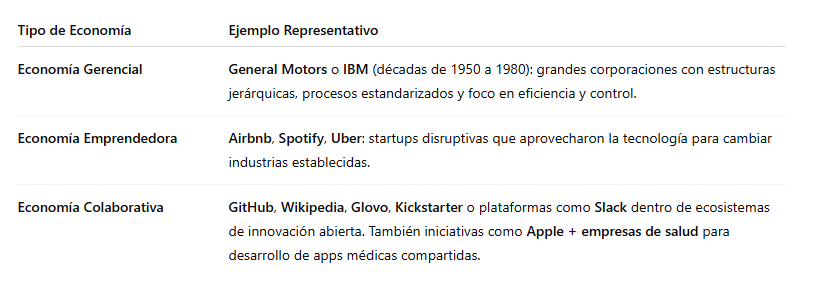 Tipo de Economía Ejemplo Representativo
Economía Gerencial General Motors o IBM (décadas de 1950 a 1980): grandes corporaciones con estructuras
jerárquicas, procesos estandarizados y foco en eficiencia y control.
Economía Emprendedora Airbnb, Spotify, Uber: startups disruptivas que aprovecharon la tecnología para cambiar
industrias establecidas.
Economía Colaborativa GitHub, Wikipedia, Glovo, Kickstarter o plataformas como Slack dentro de ecosistemas
de innovación abierta. También iniciativas como Apple + empresas de salud para
desarrollo de apps médicas compartidas.